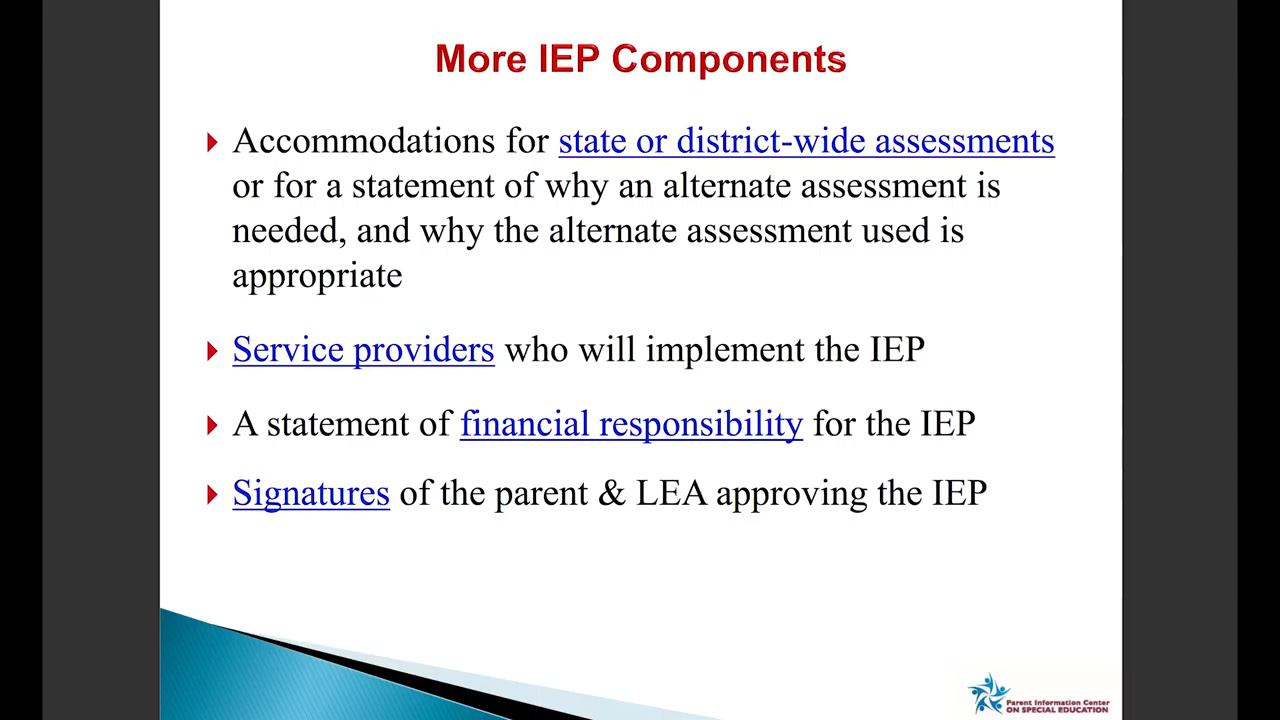 More IEP Components
Accommodations for state or district-wide assessments
or for a statement of why an alternate assessment is
needed, and why the alternate assessment used is
appropriate
Service providers who will implement the IEP
A statement of financial responsibility for the IEP
Signatures of the parent & LEA approving the IEP
Parent Information Center
ON SPECIAL EDUCATION